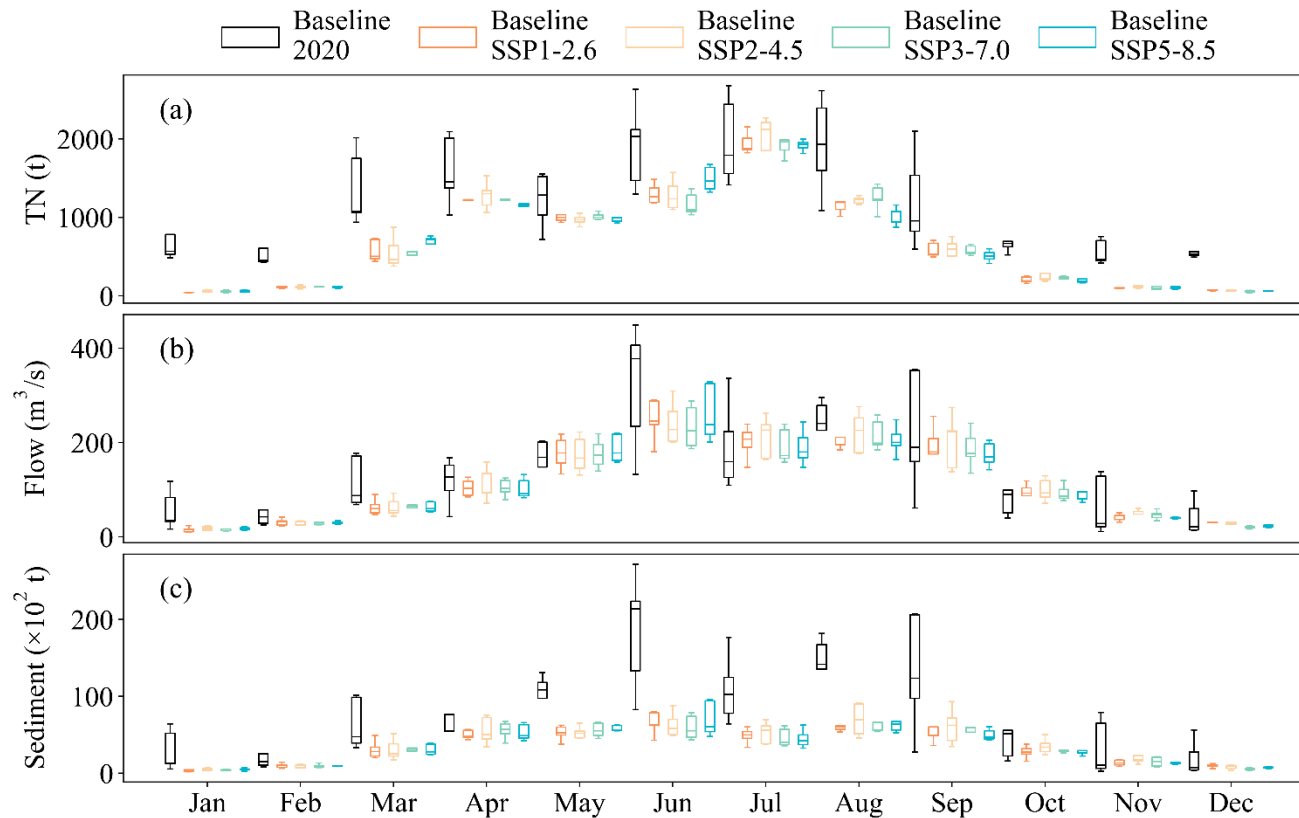 Baseline Baseline Baseline Baseline Baseline
2020 SSP1-2.6 SSP2-4.5 SSP3-7.0 SSP5-8.5
(a)
TN (t)
2000
1000
0
(b)
Flow (m³/s)
400
200
0
(c)
Sediment (×10² t)
200
100
0
Jan Feb Mar Apr May Jun Jul Aug Sep Oct Nov Dec